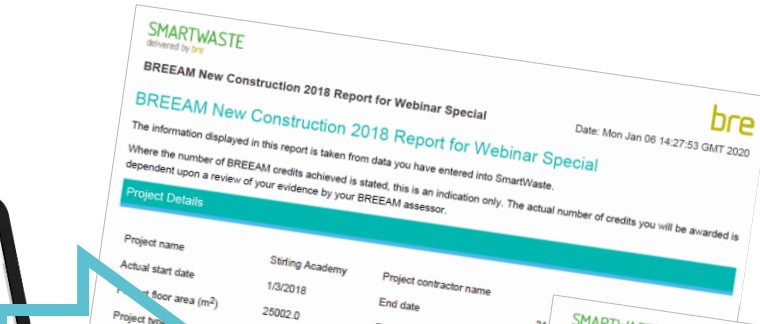 SMARTWASTE
delivered by bre
bre
BREEAM New Construction 2018 Report for Webinar Special
Date: Mon Jan 06 14:27:53 GMT 2020
BREEAM New Construction 2018 Report for Webinar Special
The information displayed in this report is taken from data you have entered into SmartWaste.
Where the number of BREEAM credits achieved is stated, this is an indication only. The actual number of credits you will be awarded is
dependent upon a review of your evidence by your BREEAM assessor.
Project Details
Project name Stirling Academy Project contractor name
Actual start date 1/3/2018 End date
floor area (m²) 25002.0
Project